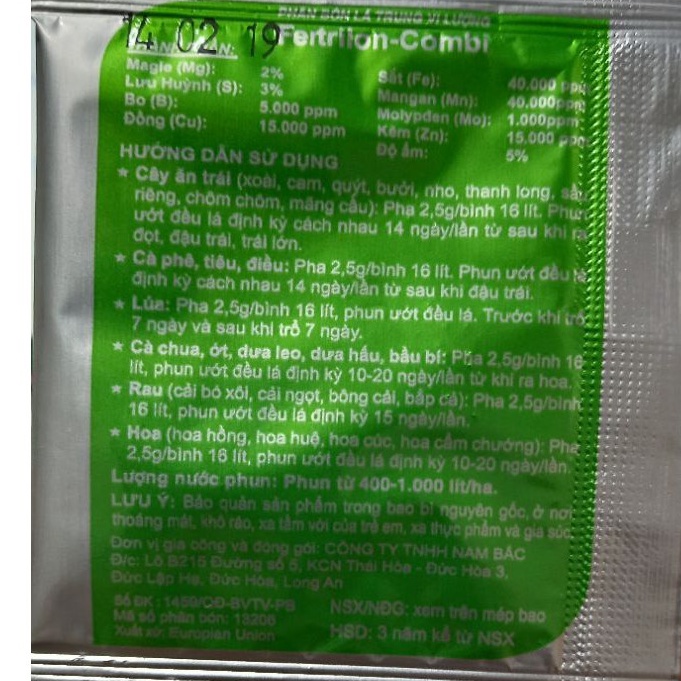 PHÂN BÓN LÁ TRUNG VI LƯỢNG
14 02 19
Fertrilon-Combi
Magie (Mg): 2%
Lưu Huỳnh (S): 3%
Bo (B): 5.000 ppm
Đồng (Cu): 15.000 ppm
Sắt (Fe): 40.000 ppm
Mangan (Mn): 40.000ppm
Molypden (Mo): 1.000ppm
Kẽm (Zn): 15.000 ppm
Độ ẩm: 5%
HƯỚNG DẪN SỬ DỤNG
★ Cây ăn trái (xoài, cam, quýt, bưởi, nho, thanh long, sầu
riêng, chôm chôm, mãng cầu): Pha 2,5g/bình 16 lít. Phun
ướt đều lá định kỳ cách nhau 14 ngày/lần từ sau khi ra
đọt, đậu trái, trái lớn.
★ Cà phê, tiêu, điều: Pha 2,5g/bình 16 lít. Phun ướt đều lá
định kỳ cách nhau 14 ngày/lần từ sau khi đậu trái.
★ Lúa: Pha 2,5g/bình 16 lít, phun ướt đều lá. Trước khi trổ
7 ngày và sau khi trổ 7 ngày.
★ Cà chua, ớt, dưa leo, dưa hấu, bầu bí: Pha 2,5g/bình 16
lít, phun ướt đều lá định kỳ 10-20 ngày/lần từ khi ra hoa.
★ Rau (cải bó xôi, cải ngọt, bông cải, bắp cải): Pha 2,5g/bình
16 lít, phun ướt đều lá định kỳ 15 ngày/lần.
★ Hoa (hoa hồng, hoa huệ, hoa cúc, hoa cẩm chướng): Pha
2,5g/bình 16 lít, phun ướt đều lá định kỳ 10-20 ngày/lần.
Lượng nước phun: Phun từ 400-1.000 lít/ha.
LƯU Ý: Bảo quản sản phẩm trong bao bì nguyên gốc, ở nơi
thoáng mát, khô ráo, xa tầm với của trẻ em, xa thực phẩm và gia súc.
Đơn vị gia công và đóng gói: CÔNG TY TNHH NAM BẮC
Đ/c: Lô B215 Đường số 5, KCN Thái Hòa - Đức Hòa 3,
Đức Lập Hạ, Đức Hòa, Long An
Số ĐK: 1459/QĐ-BVTV-PB
Mã số phân bón: 13206
Xuất xứ: Europian Union
NSX/NĐG: xem trên mép bao
HSD: 3 năm kể từ NSX